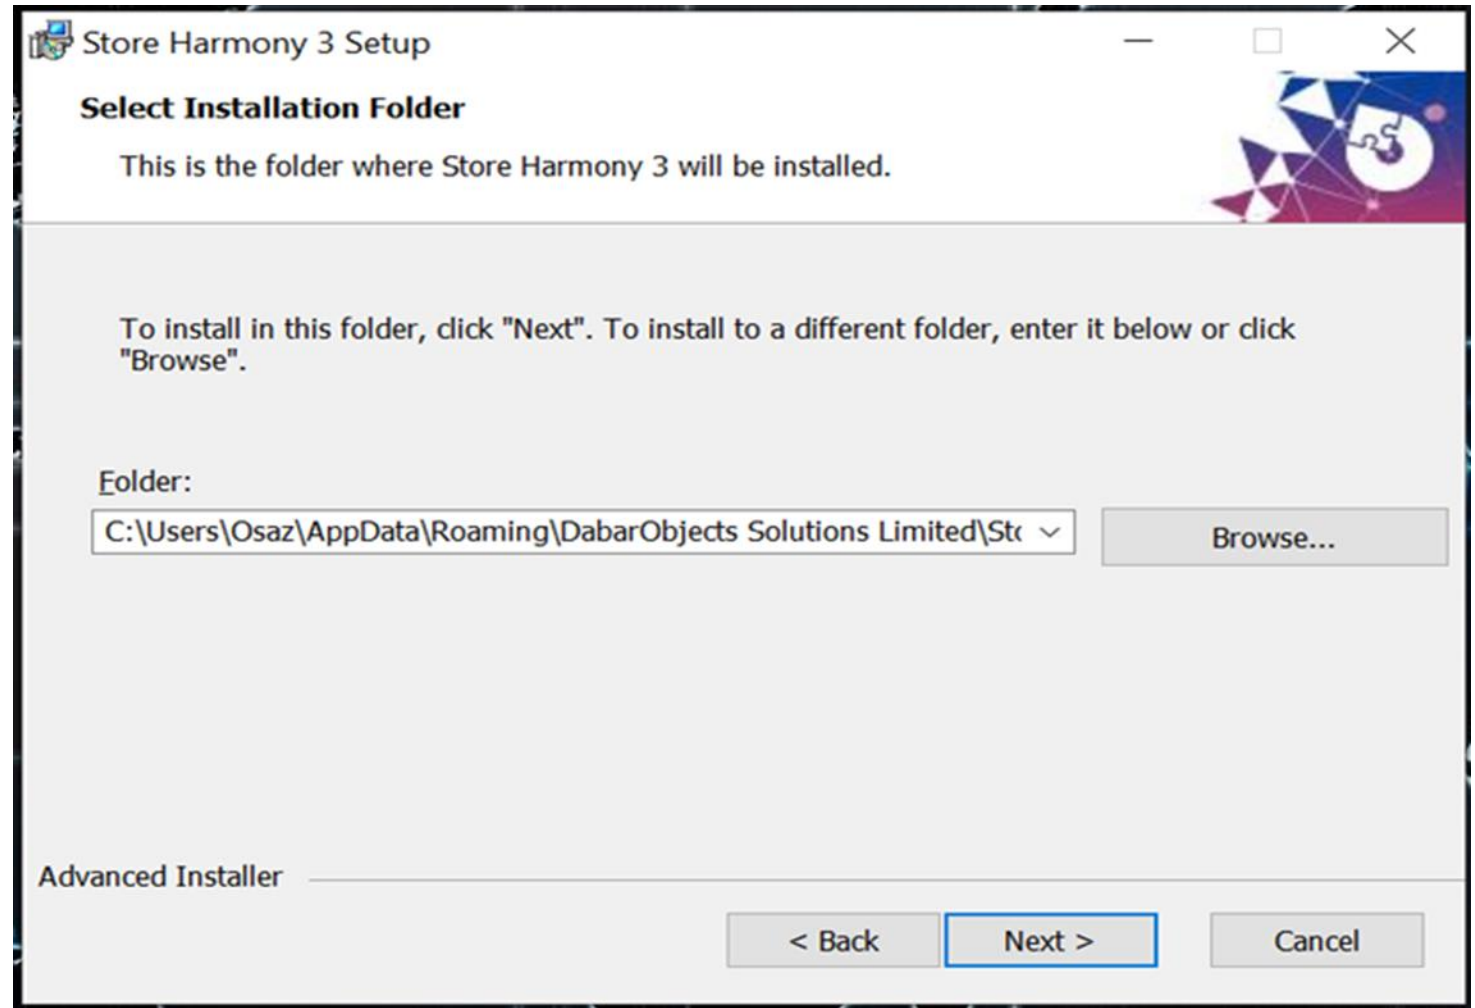 Store Harmony 3 Setup
Select Installation Folder
This is the folder where Store Harmony 3 will be installed.
To install in this folder, click "Next". To install to a different folder, enter it below or click
"Browse".
Folder:
C:\Users\Osaz\AppData\Roaming\DabarObjects Solutions Limited\Sto
Browse...
Advanced Installer
< Back
Next >
Cancel